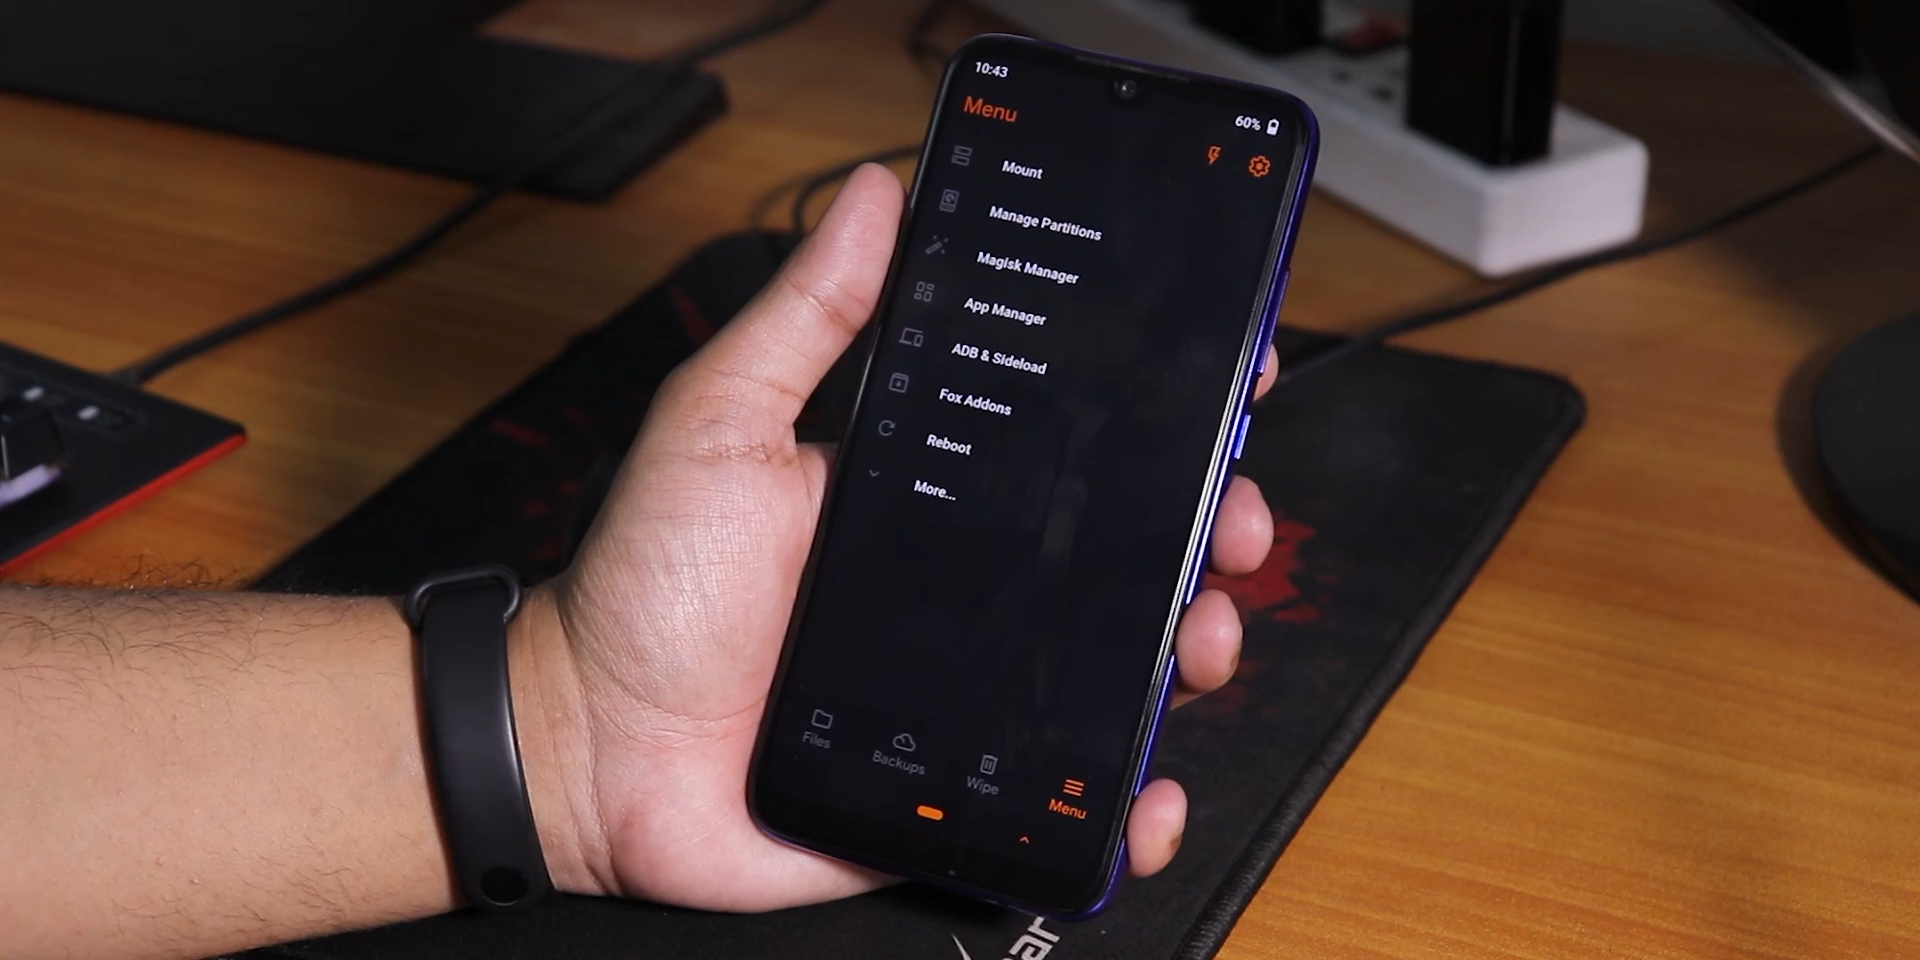 10:43
60%
Menu
Mount
Manage Partitions
Magisk Manager
App Manager
ADB & Sideload
Fox Addons
Reboot
More...
Files
Backups
Wipe
Menu